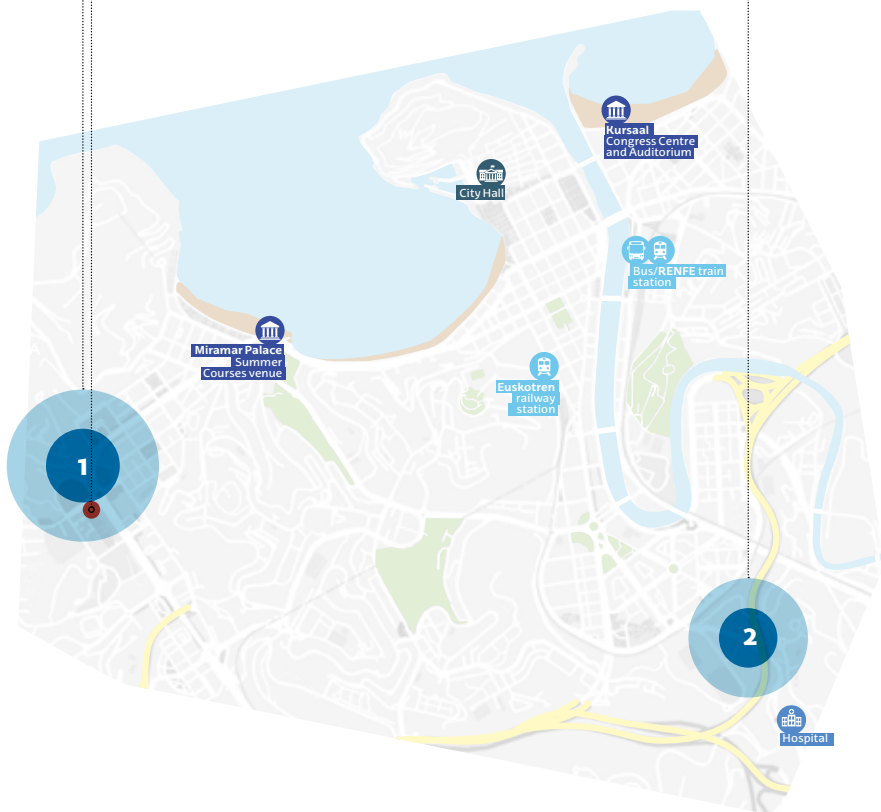 Kursaal
Congress Centre
and Auditorium
City Hall
Bus/RENFE train
station
Miramar Palace
Summer
Courses venue
Euskotren
railway
station
1
2
Hospital